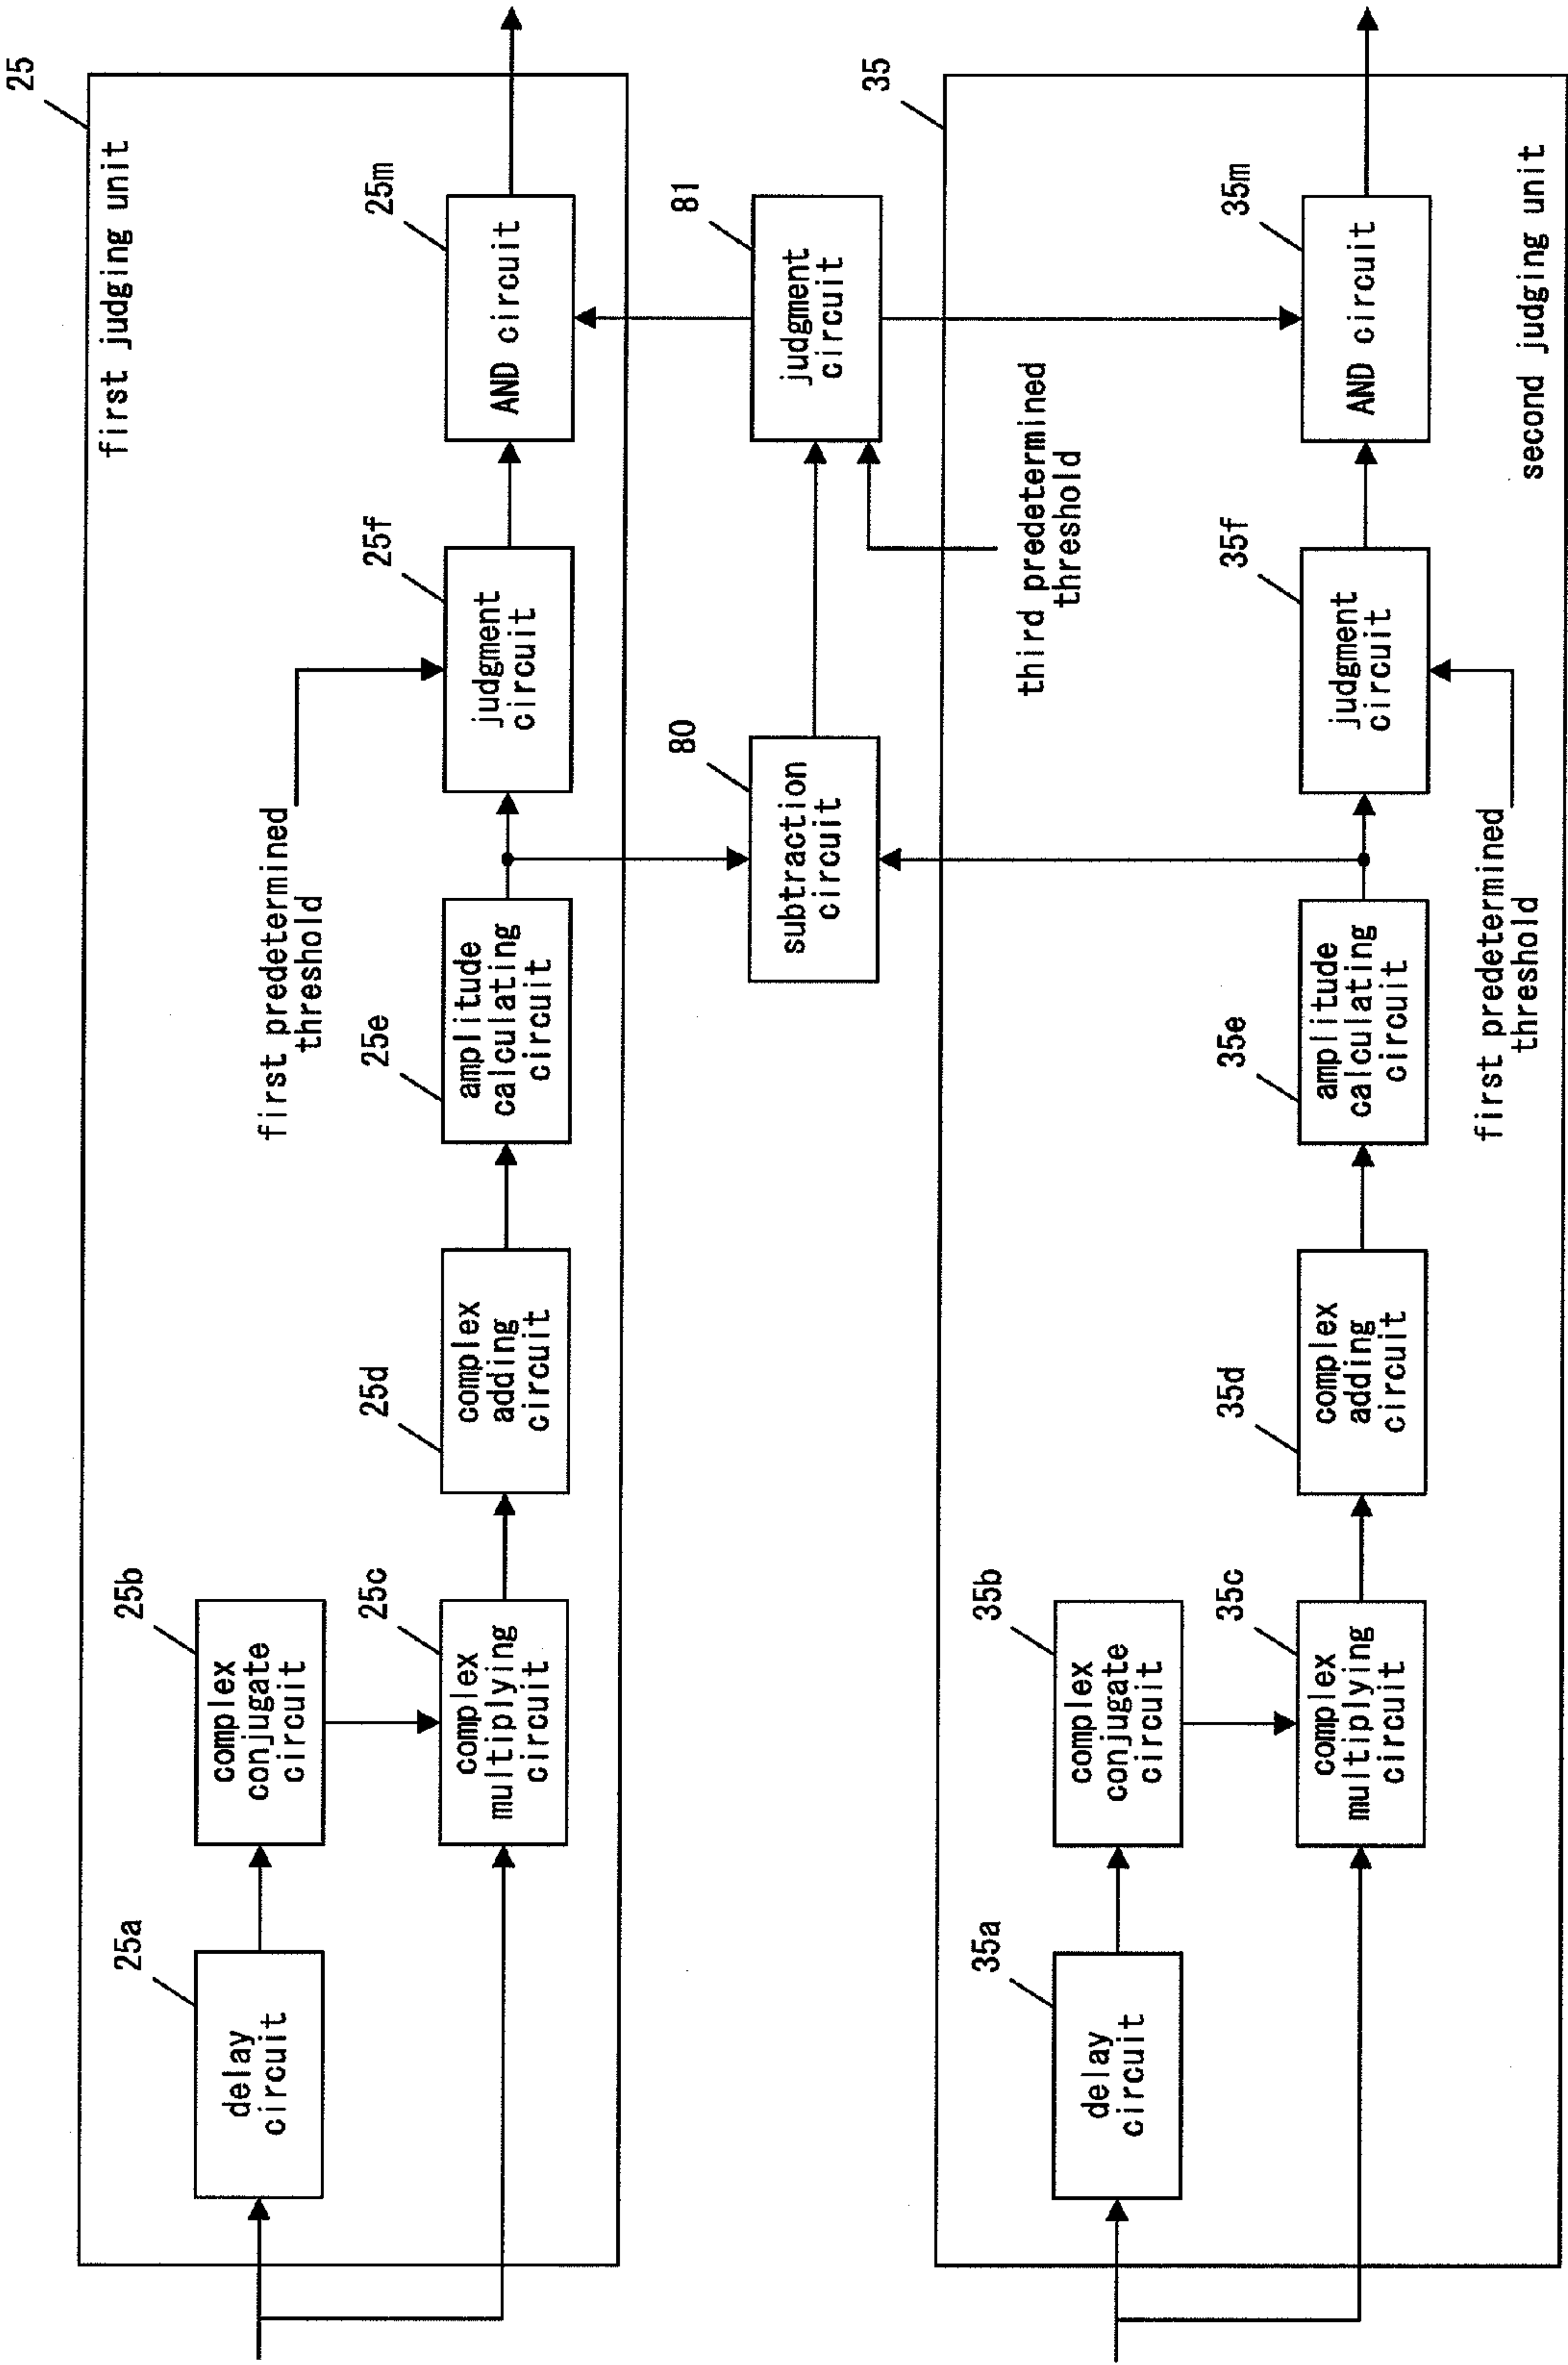 25
first judging unit
25a
delay
circuit
25b
complex
conjugate
circuit
25c
complex
multiplying
circuit
25d
complex
adding
circuit
25e
amplitude
calculating
circuit
first predetermined
threshold
25f
judgment
circuit
25m
AND circuit
80
subtraction
circuit
81
judgment
circuit
third predetermined
threshold
35
35a
delay
circuit
35b
complex
conjugate
circuit
35c
complex
multiplying
circuit
35d
complex
adding
circuit
35e
amplitude
calculating
circuit
35f
judgment
circuit
first predetermined
threshold
35m
AND circuit
second judging unit